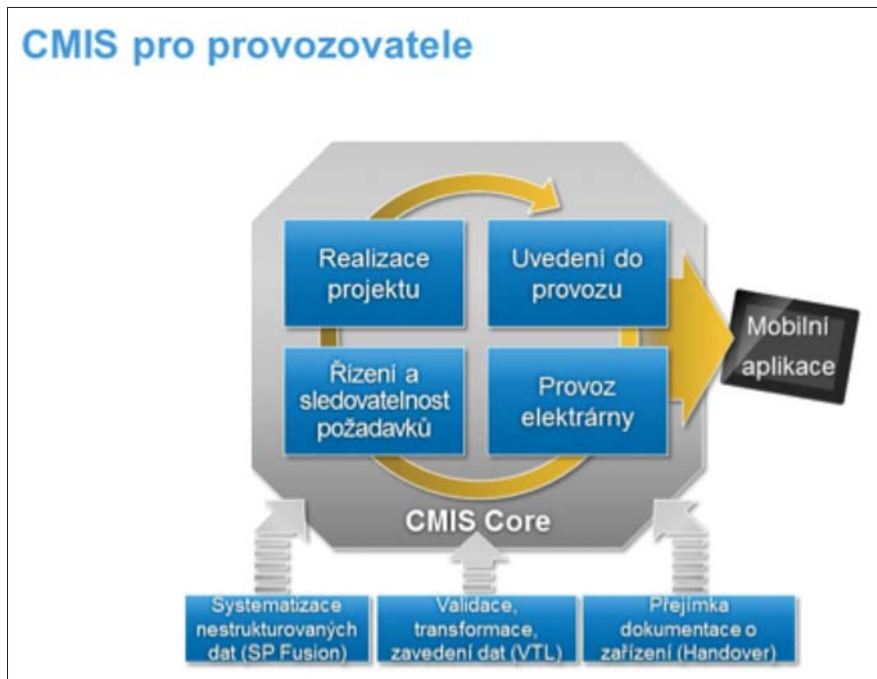 CMIS pro provozovatele
Realizace
projektu
Uvedení do
provozu
Řízení a
sledovatelnost
požadavků
Provoz
elektrárny
Mobilní
aplikace
CMIS Core
Systematizace
nestrukturovaných
dat (SP Fusion)
Validace,
transformace,
zavedení dat (VTL)
Přejímka
dokumentace o
zařízení (Handover)